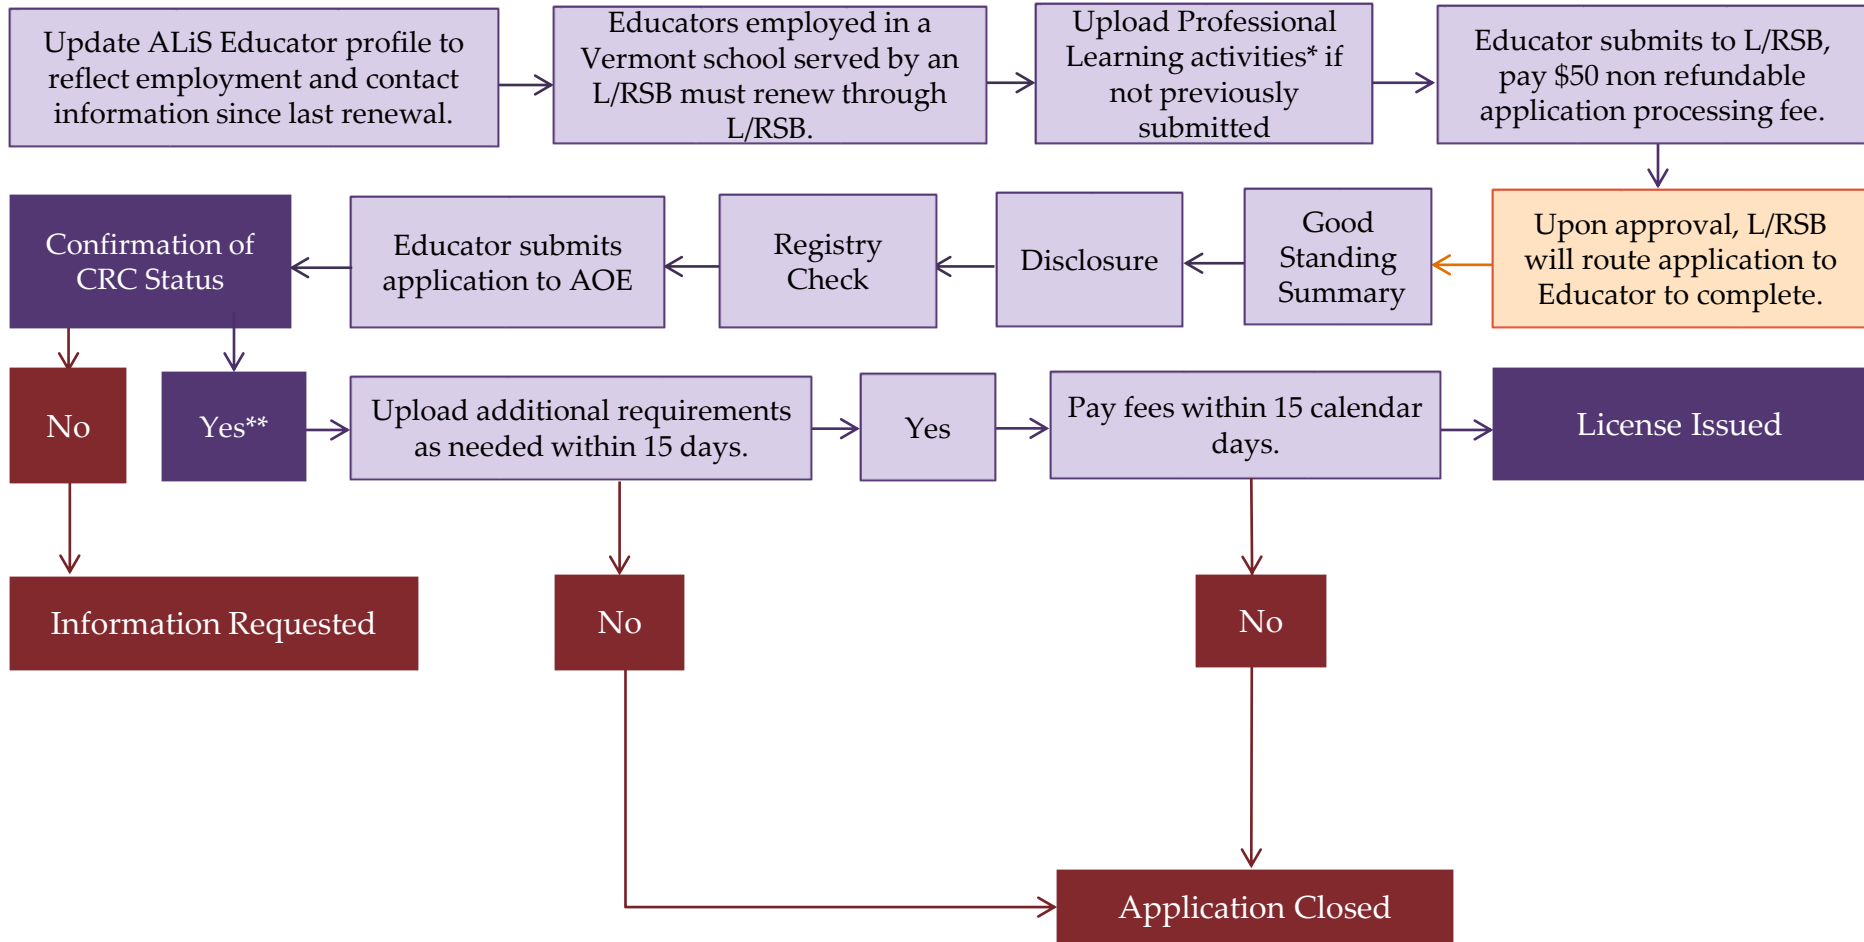 Update ALiS Educator profile to
reflect employment and contact
information since last renewal.
Educators employed in a
Vermont school served by an
L/RSB must renew through
L/RSB.
Upload Professional
Learning activities* if
not previously
submitted
Educator submits to L/RSB,
pay $50 non refundable
application processing fee.
Upon approval, L/RSB
will route application to
Educator to complete.
Good
Standing
Summary
Disclosure
Registry
Check
Educator submits
application to AOE
Confirmation of
CRC Status
No
Yes**
Upload additional requirements
as needed within 15 days.
Yes
Pay fees within 15 calendar
days.
License Issued
Information Requested
No
No
Application Closed